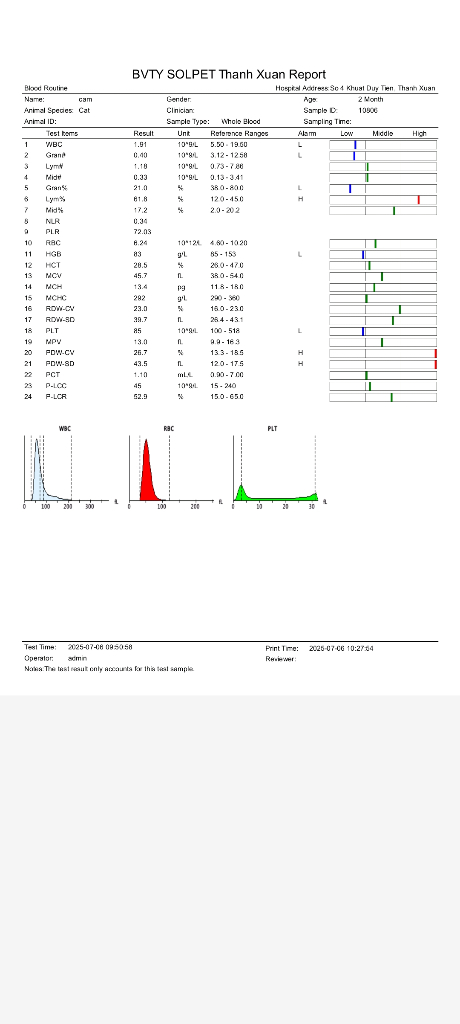 BVTY SOLPET Thanh Xuan Report
Blood Routine Hospital Address:So 4 Khuat Duy Tien, Thanh Xuan
Name: cam Gender: Age: 2 Month
Animal Species: Cat Clinician: Sample ID: 10806
Animal ID: Sample Type: Whole Blood Sampling Time:
Test Items Result Unit Reference Ranges Alarm Low Middle High
1 WBC 1.91 10^9/L 5.50 - 19.50 L
2 Gran# 0.40 10^9/L 3.12 - 12.58 L
3 Lym# 1.18 10^9/L 0.73 - 7.86
4 Mid# 0.33 10^9/L 0.13 - 3.41
5 Gran% 21.0 % 38.0 - 80.0 L
6 Lym% 61.8 % 12.0 - 45.0 H
7 Mid% 17.2 % 2.0 - 20.2
8 NLR 0.34
9 PLR 72.03
10 RBC 6.24 10^12/L 4.60 - 10.20
11 HGB 83 g/L 85 - 153 L
12 HCT 28.5 % 26.0 - 47.0
13 MCV 45.7 fL 38.0 - 54.0
14 MCH 13.4 pg 11.8 - 18.0
15 MCHC 292 g/L 290 - 360
16 RDW-CV 23.0 % 16.0 - 23.0
17 RDW-SD 39.7 fL 26.4 - 43.1
18 PLT 85 10^9/L 100 - 518 L
19 MPV 13.0 fL 9.9 - 16.3
20 PDW-CV 26.7 % 13.3 - 18.5 H
21 PDW-SD 43.5 fL 12.0 - 17.5 H
22 PCT 1.10 mL/L 0.90 - 7.00
23 P-LCC 45 10^9/L 15 - 240
24 P-LCR 52.9 % 15.0 - 65.0
WBC RBC PLT
0 100 200 300 fL 0 100 200 fL 0 10 20 30 fL
Test Time: 2025-07-06 09:50:58 Print Time: 2025-07-06 10:27:54
Operator: admin Reviewer:
Notes:The test result only accounts for this test sample.